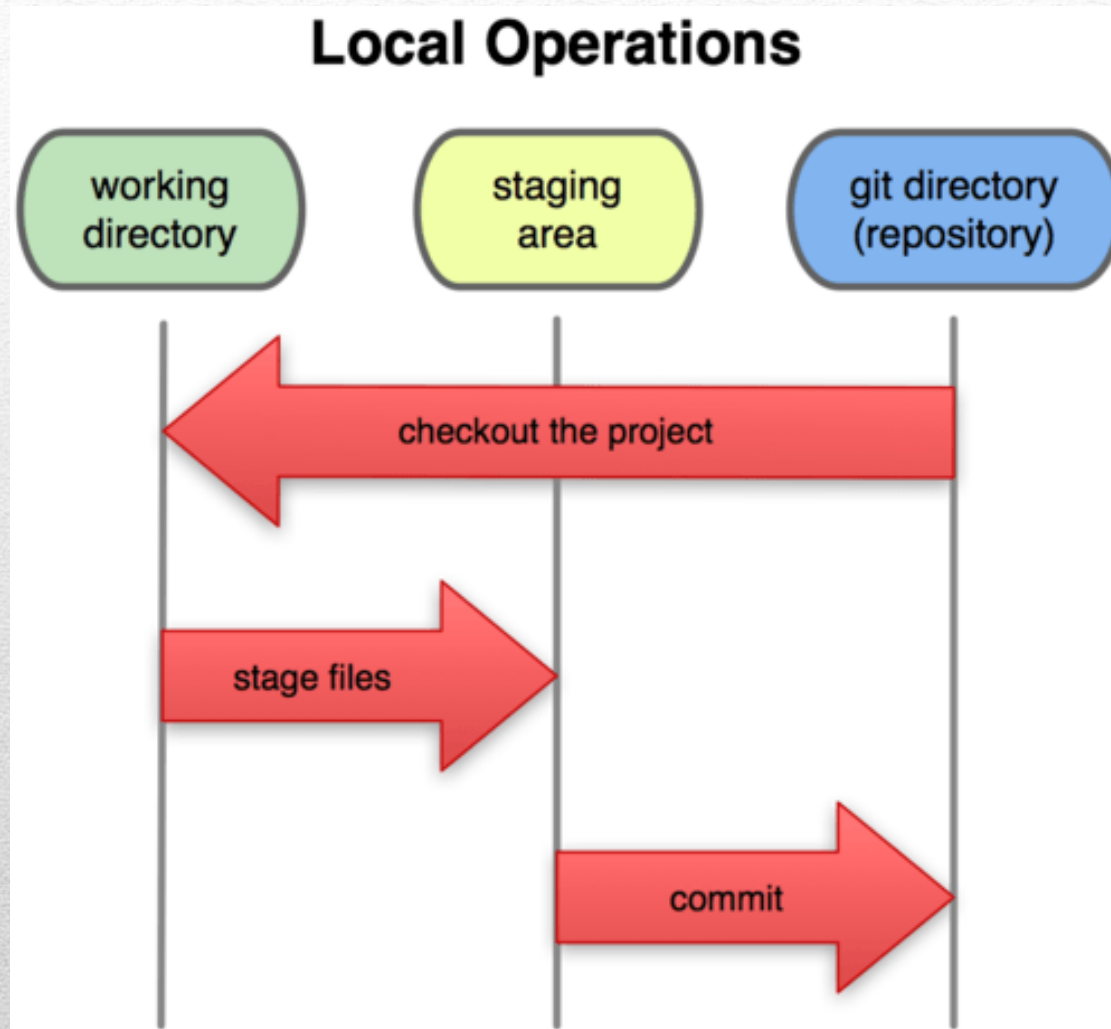 Local Operations
working
directory
staging
area
git directory
(repository)
checkout the project
stage files
commit